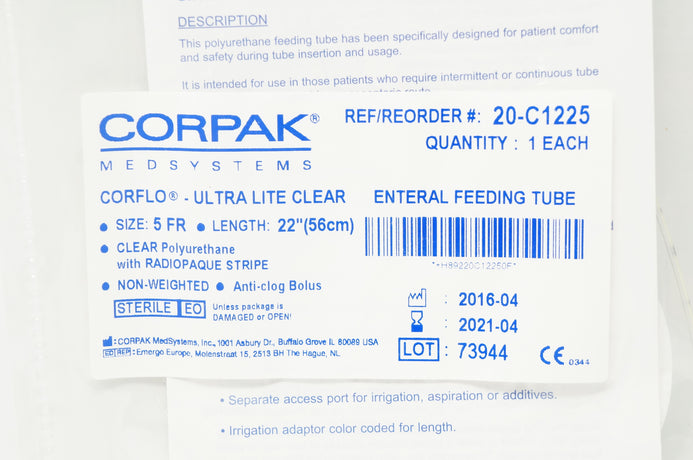 DESCRIPTION
This polyurethane feeding tube has been specifically designed for patient comfort
and safety during tube insertion and usage.
It is intended for use in those patients who require intermittent or continuous tube
CORPAK®
MEDSYSTEMS
REF/REORDER #: 20-C1225
QUANTITY : 1 EACH
CORFLO® - ULTRA LITE CLEAR ENTERAL FEEDING TUBE
● SIZE: 5 FR ● LENGTH: 22"(56cm)
● CLEAR Polyurethane
with RADIOPAQUE STRIPE
*+H89220C12250F*
● NON-WEIGHTED ● Anti-clog Bolus
STERILE EO Unless package is
DAMAGED or OPEN!
: 2016-04
: 2021-04
LOT : 73944
CE 0344
: CORPAK MedSystems, Inc., 1001 Asbury Dr., Buffalo Grove IL 60089 USA
EC REP : Emergo Europe, Molenstraat 15, 2513 BH The Hague, NL
• Separate access port for irrigation, aspiration or additives.
• Irrigation adaptor color coded for length.